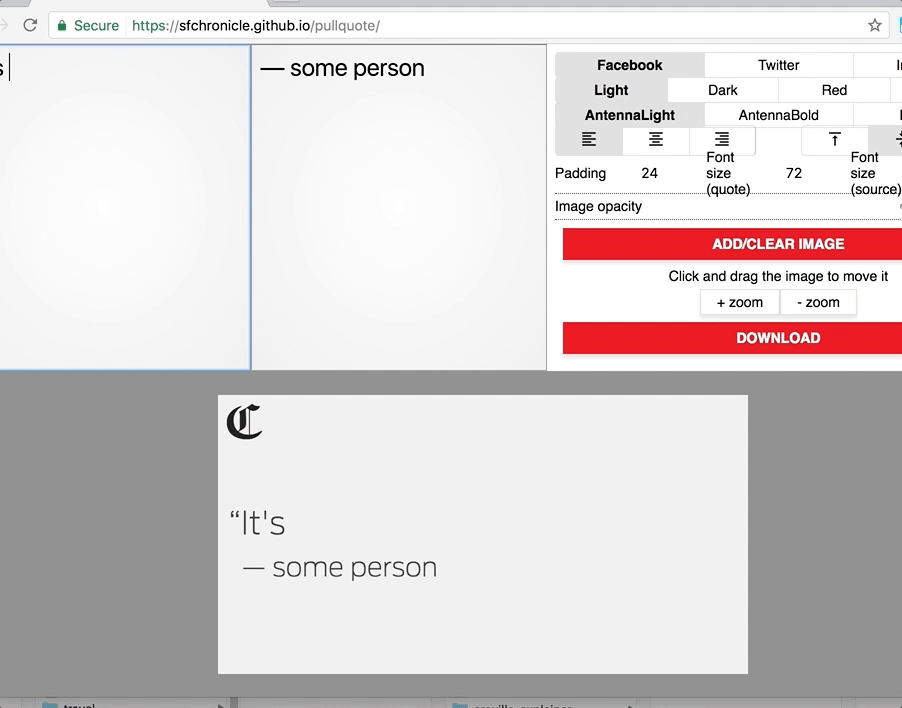 Secure https://sfchronicle.github.io/pullquote/
— some person
Facebook Twitter
Light Dark Red
AntennaLight AntennaBold
Padding 24 Font size (quote) 72 Font size (source)
Image opacity
ADD/CLEAR IMAGE
Click and drag the image to move it
+ zoom - zoom
DOWNLOAD
C
“It's
— some person